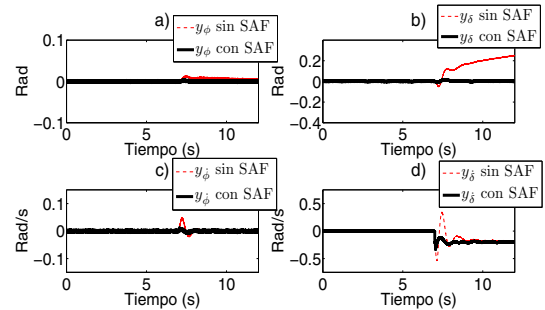 a)
y_ϕ sin SAF
y_ϕ con SAF
0.1
0
−0.1
Rad
0 5 10
Tiempo (s)
b)
y_δ sin SAF
y_δ con SAF
0.2
0
−0.2
−0.4
Rad
0 5 10
Tiempo (s)
c)
y_ϕ̇ sin SAF
y_ϕ̇ con SAF
0.1
0
−0.1
Rad/s
0 5 10
Tiempo (s)
d)
y_δ̇ sin SAF
y_δ̇ con SAF
0.5
0
−0.5
Rad/s
0 5 10
Tiempo (s)